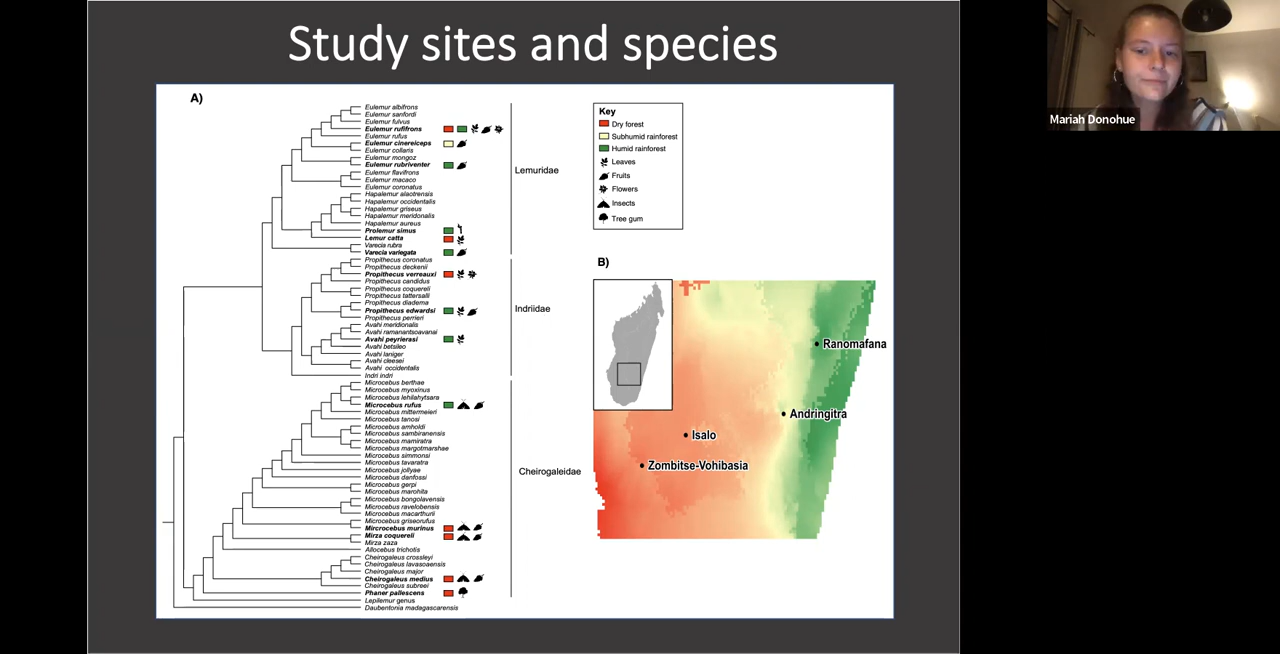 Study sites and species
A)
Eulemur albifrons
Eulemur sanfordi
Eulemur fulvus
Eulemur rufifrons
Eulemur rufus
Eulemur cinereiceps
Eulemur collaris
Eulemur mongoz
Eulemur rubriventer
Eulemur flavifrons
Eulemur macaco
Eulemur coronatus
Hapalemur alaotrensis
Hapalemur occidentalis
Hapalemur griseus
Hapalemur meridonalis
Hapalemur aureus
Prolemur simus
Lemur catta
Varecia rubra
Varecia variegata
Propithecus coronatus
Propithecus deckenii
Propithecus verreauxi
Propithecus candidus
Propithecus coquereli
Propithecus tattersalli
Propithecus diadema
Propithecus edwardsi
Propithecus perrieri
Avahi meridionalis
Avahi ramanantsoavanai
Avahi peyrierasi
Avahi betsileo
Avahi laniger
Avahi cleesei
Avahi occidentalis
Indri indri
Microcebus berthae
Microcebus myoxinus
Microcebus lehilahytsara
Microcebus rufus
Microcebus mittermeieri
Microcebus tanosi
Microcebus arnholdi
Microcebus sambiranensis
Microcebus mamiratra
Microcebus margotmarshae
Microcebus simmonsi
Microcebus tavaratra
Microcebus jollyae
Microcebus danfossi
Microcebus gerpi
Microcebus marohita
Microcebus bongolavensis
Microcebus ravelobensis
Microcebus macarthurii
Microcebus griseorufus
Mircrocebus murinus
Mirza coquereli
Mirza zaza
Allocebus trichotis
Cheirogaleus crossleyi
Cheirogaleus lavasoaensis
Cheirogaleus major
Cheirogaleus medius
Cheirogaleus subreei
Phaner pallescens
Lepilemur genus
Daubentonia madagascarensis
Lemuridae
Indriidae
Cheirogaleidae
Key
Dry forest
Subhumid rainforest
Humid rainforest
Leaves
Fruits
Flowers
Insects
Tree gum
B)
Ranomafana
Andringitra
Isalo
Zombitse-Vohibasia
Mariah Donohue